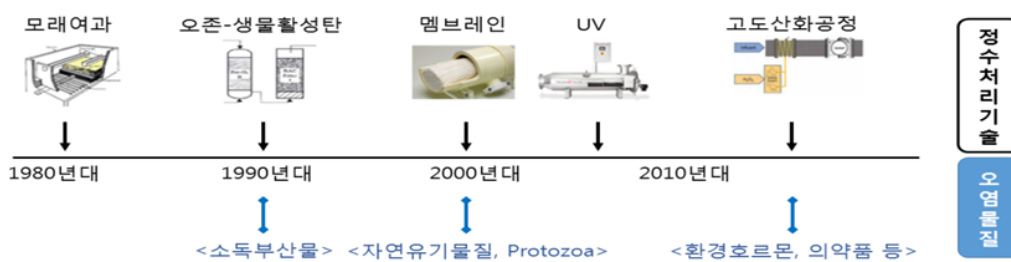 모래여과
오존-생물활성탄
멤브레인
UV
고도산화공정
정수처리기술
1980년대
1990년대
2000년대
2010년대
오염물질
<소독부산물>
<자연유기물질, Protozoa>
<환경호르몬, 의약품 등>